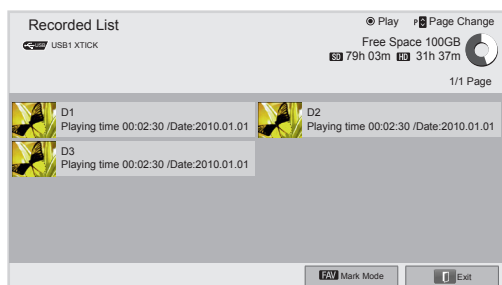 Recorded List
Play P Page Change
USB USB1 XTICK
Free Space 100GB
SD 79h 03m HD 31h 37m
1/1 Page
D1
Playing time 00:02:30 /Date:2010.01.01
D2
Playing time 00:02:30 /Date:2010.01.01
D3
Playing time 00:02:30 /Date:2010.01.01
FAV Mark Mode
Exit